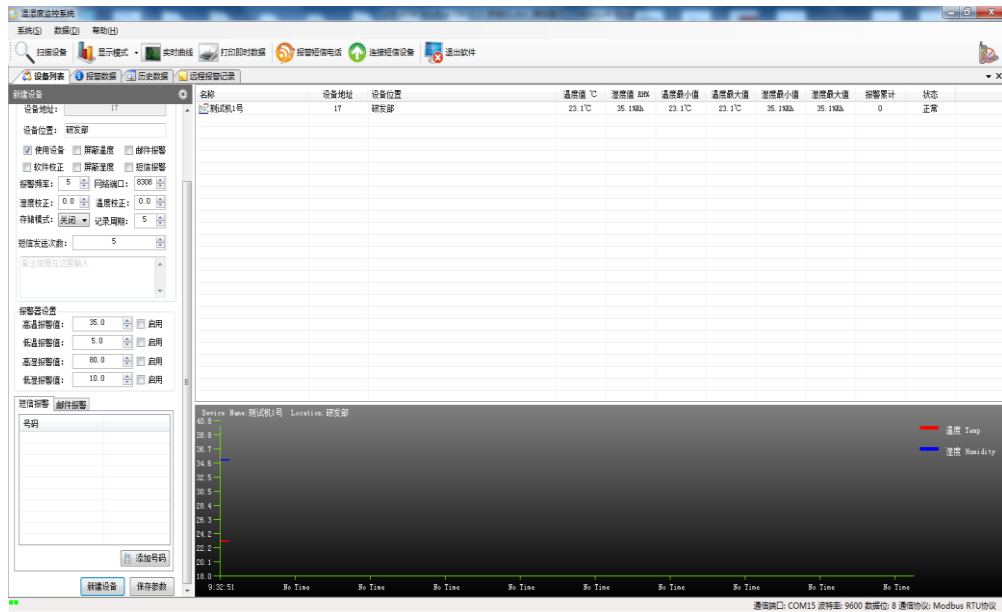 温湿度监控系统
系统(S) 数据(D) 帮助(H)
扫描设备 显示模式 实时曲线 打印即时数据 报警短信电话 连接短信设备 退出软件
设备列表 报警数据 历史数据 远程报警记录
新建设备
设备地址: 17
设备位置: 研发部
使用设备 屏蔽温度 邮件报警
软件校正 屏蔽湿度 短信报警
报警频率: 5 网络端口: 8308
湿度校正: 0.0 温度校正: 0.0
存储模式: 关闭 记录周期: 5
短信发送次数: 5
备注信息在这里输入
报警器设置
高温报警值: 35.0 启用
低温报警值: 5.0 启用
高湿报警值: 80.0 启用
低湿报警值: 10.0 启用
短信报警 邮件报警
号码
添加号码
新建设备 保存参数
名称 设备地址 设备位置 温度值 ℃ 湿度值 RH% 温度最小值 温度最大值 湿度最小值 湿度最大值 报警累计 状态
测试机1号 17 研发部 23.1℃ 35.1%Rh 23.1℃ 23.1℃ 35.1%Rh 35.1%Rh 0 正常
Device Name:测试机1号 Location:研发部
40.8
38.8
36.7
34.6
32.5
30.5
28.4
26.3
24.2
22.2
20.1
18.0
温度 Temp
湿度 Humidity
9:32:51 No Time No Time No Time No Time No Time No Time No Time No Time No Time
通信端口: COM15 波特率: 9600 数据位: 8 通信协议: Modbus RTU协议